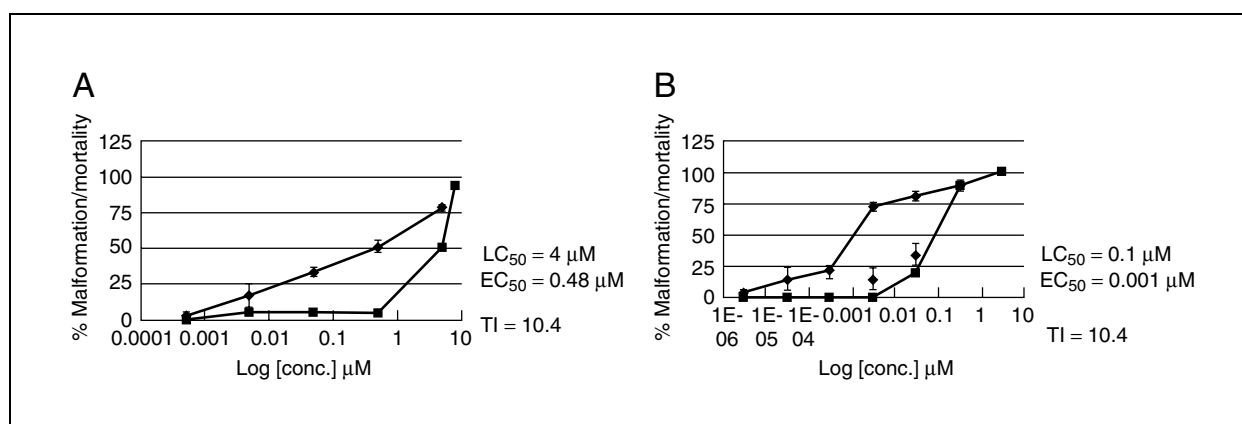 A
% Malformation/mortality
125
100
75
50
25
0
0.0001 0.001 0.01 0.1 1 10
Log [conc.] μM
LC50 = 4 μM
EC50 = 0.48 μM
TI = 10.4
B
% Malformation/mortality
125
100
75
50
25
0
1E-06 1E-05 1E-04 0.001 0.01 0.1 1 10
Log [conc.] μM
LC50 = 0.1 μM
EC50 = 0.001 μM
TI = 10.4